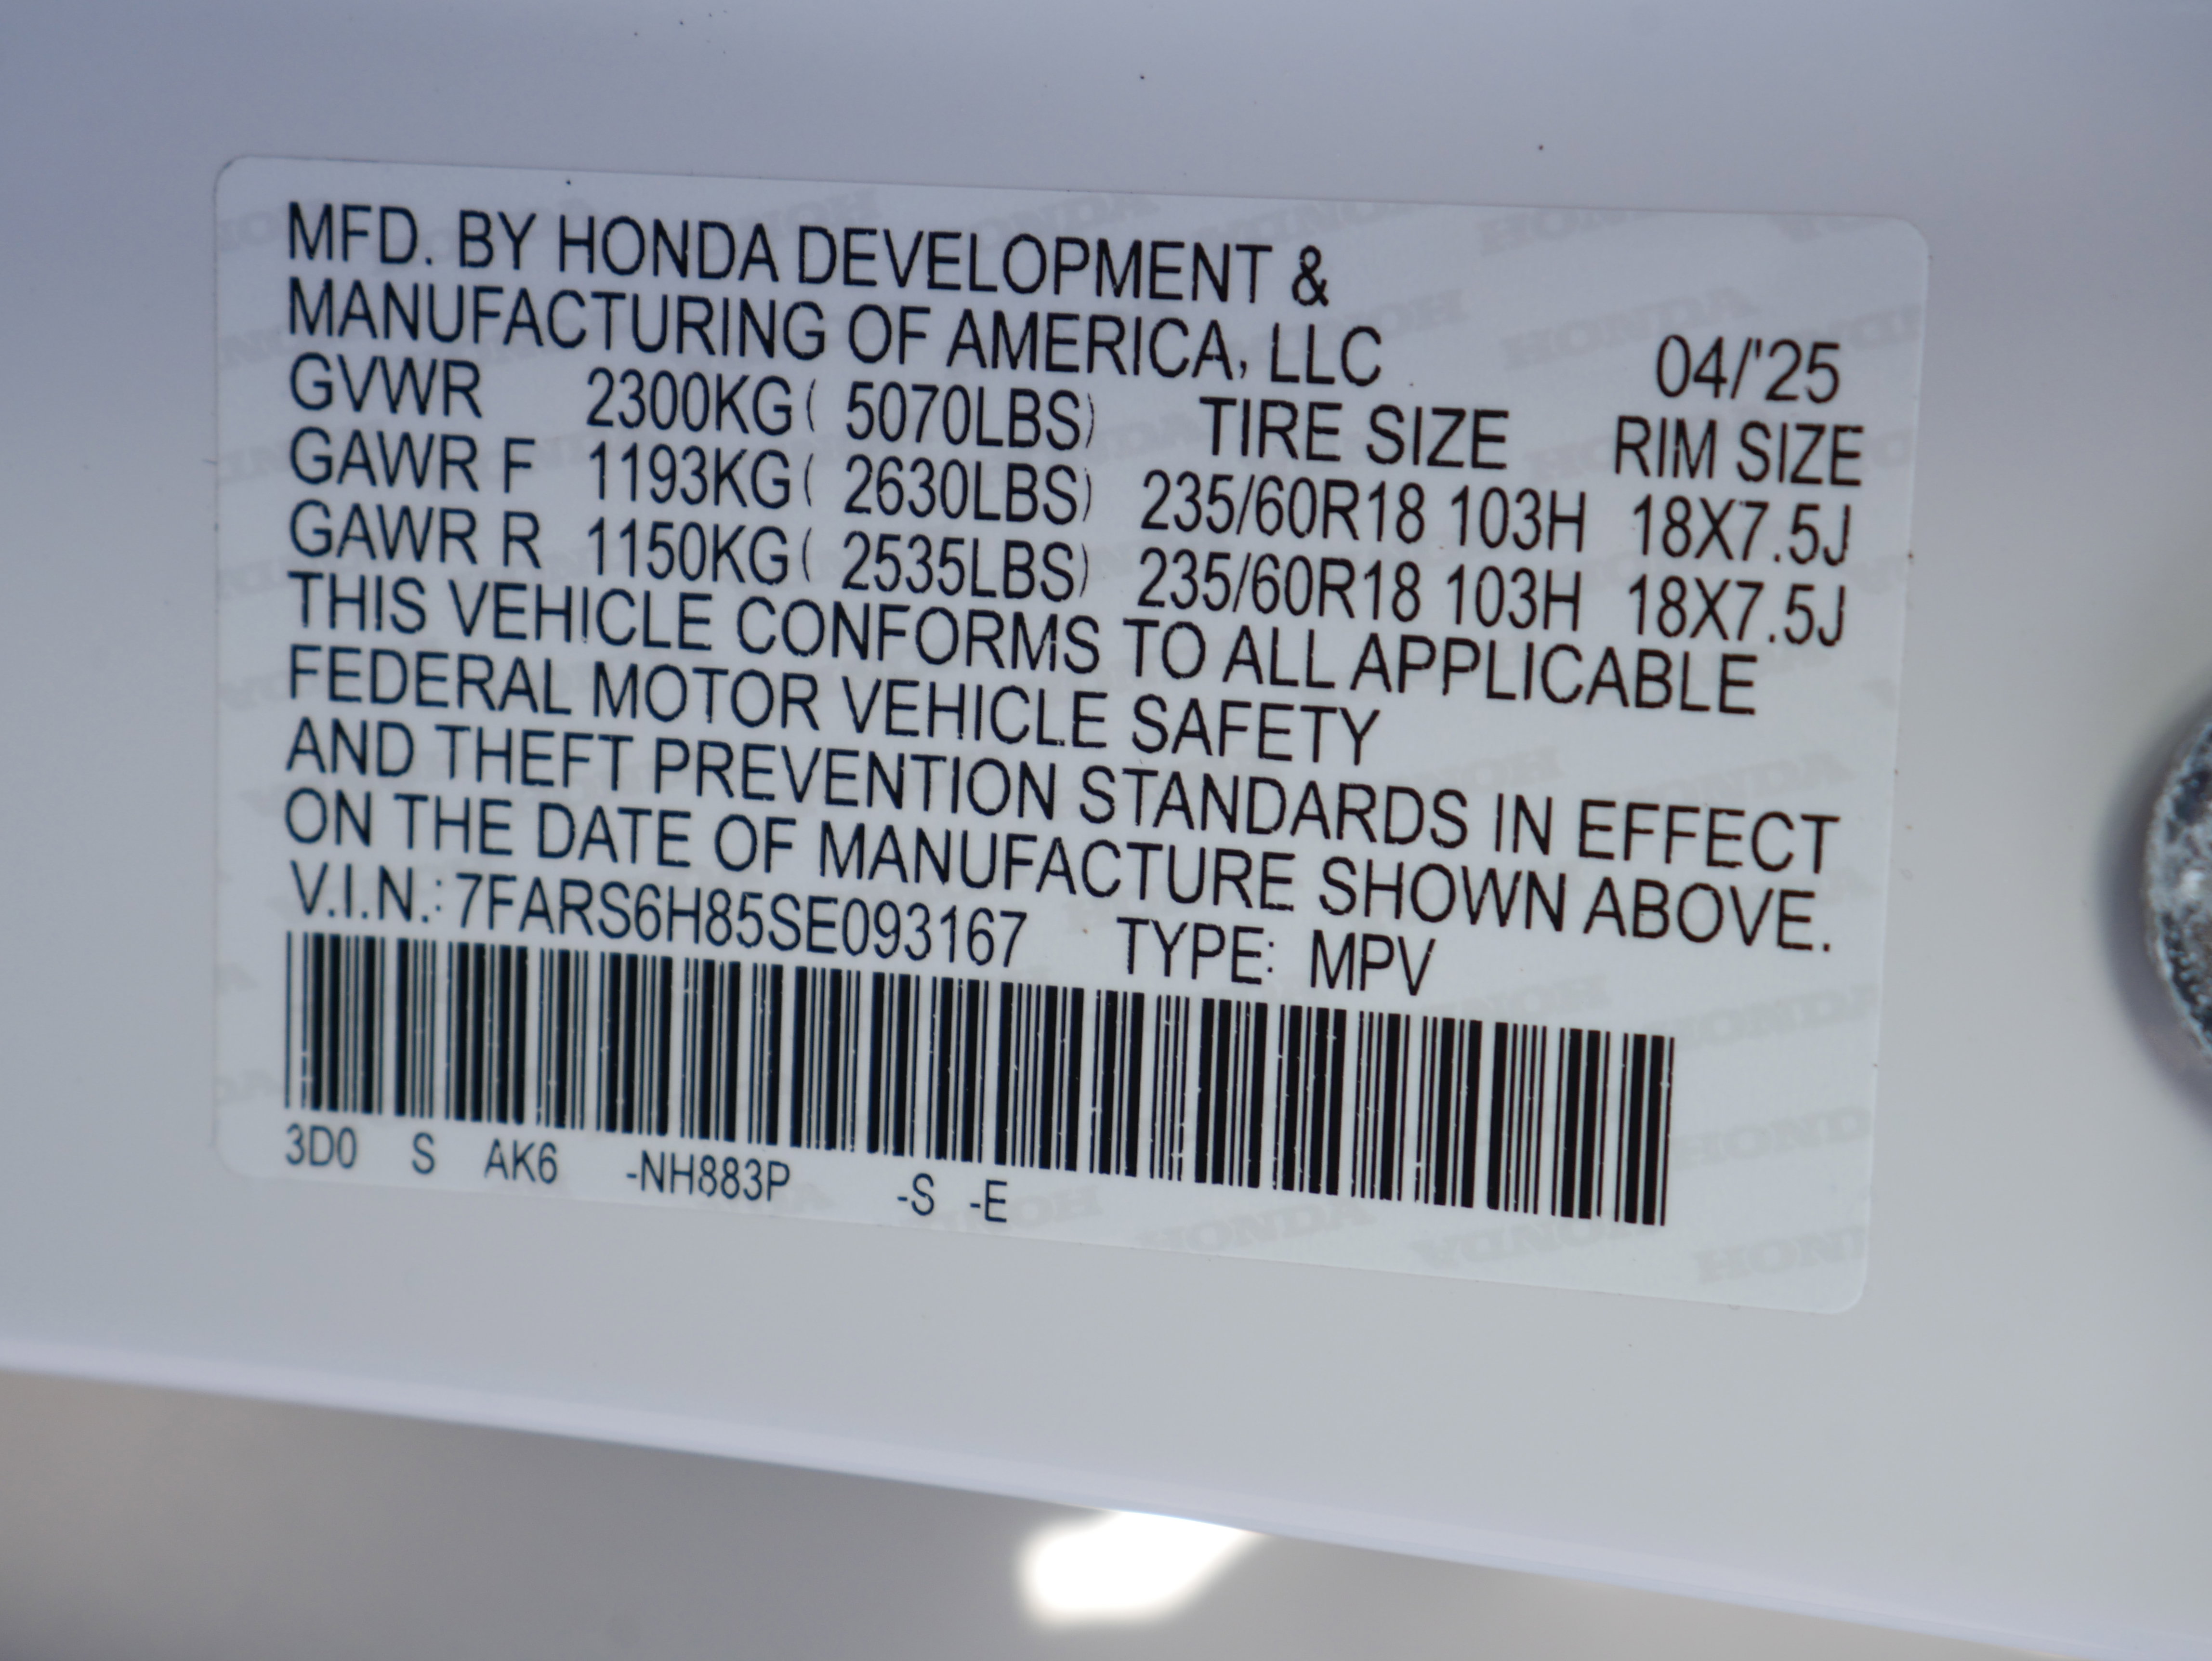 MFD. BY HONDA DEVELOPMENT &
MANUFACTURING OF AMERICA, LLC 04/'25
GVWR 2300KG( 5070LBS) TIRE SIZE RIM SIZE
GAWR F 1193KG( 2630LBS) 235/60R18 103H 18X7.5J
GAWR R 1150KG( 2535LBS) 235/60R18 103H 18X7.5J
THIS VEHICLE CONFORMS TO ALL APPLICABLE
FEDERAL MOTOR VEHICLE SAFETY
AND THEFT PREVENTION STANDARDS IN EFFECT
ON THE DATE OF MANUFACTURE SHOWN ABOVE.
V.I.N.: 7FARS6H85SE093167 TYPE: MPV
3D0 S AK6 -NH883P -S -E